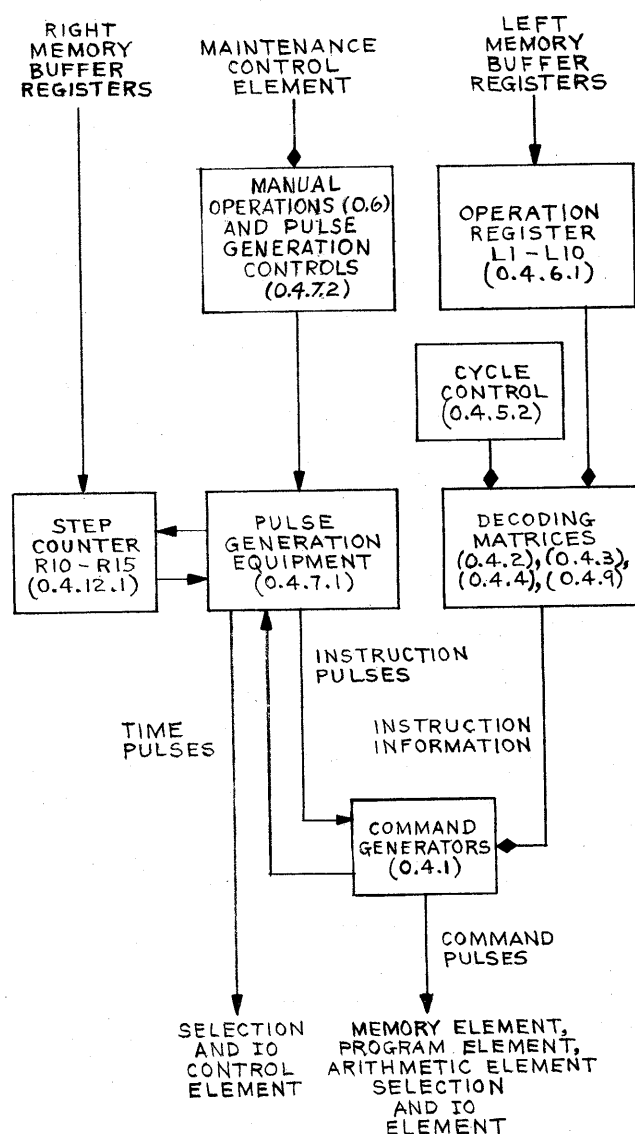 RIGHT
MEMORY
BUFFER
REGISTERS
MAINTENANCE
CONTROL
ELEMENT
LEFT
MEMORY
BUFFER
REGISTERS
MANUAL
OPERATIONS (0.6)
AND PULSE
GENERATION
CONTROLS
(0.4.7.2)
OPERATION
REGISTER
L1-L10
(0.4.6.1)
CYCLE
CONTROL
(0.4.5.2)
STEP
COUNTER
R10-R15
(0.4.12.1)
PULSE
GENERATION
EQUIPMENT
(0.4.7.1)
DECODING
MATRICES
(0.4.2), (0.4.3),
(0.4.4), (0.4.9)
INSTRUCTION
PULSES
TIME
PULSES
INSTRUCTION
INFORMATION
COMMAND
GENERATORS
(0.4.1)
COMMAND
PULSES
SELECTION
AND IO
CONTROL
ELEMENT
MEMORY ELEMENT,
PROGRAM ELEMENT,
ARITHMETIC ELEMENT
SELECTION
AND IO
ELEMENT